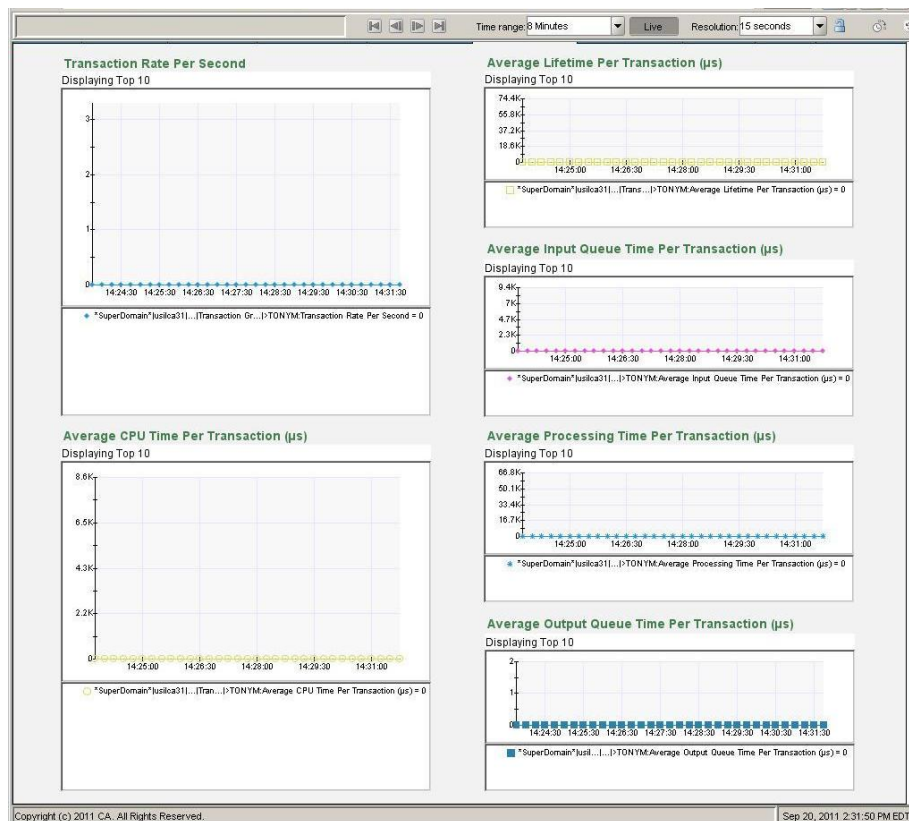 Time range: 8 Minutes Live Resolution: 15 seconds
Transaction Rate Per Second
Displaying Top 10
3
2
1
0
14:24:30 14:25:30 14:26:30 14:27:30 14:28:30 14:29:30 14:30:30 14:31:30
*SuperDomain*|usilca31|...|Transaction Gr...|>TONYM:Transaction Rate Per Second = 0
Average CPU Time Per Transaction (µs)
Displaying Top 10
8.6K
6.5K
4.3K
2.2K
0
14:25:00 14:26:30 14:28:00 14:29:30 14:31:00
*SuperDomain*|usilca31|...|Tran...|>TONYM:Average CPU Time Per Transaction (µs) = 0
Average Lifetime Per Transaction (µs)
Displaying Top 10
74.4K
55.8K
37.2K
18.6K
0
14:25:00 14:26:30 14:28:00 14:29:30 14:31:00
*SuperDomain*|usilca31|...|Trans...|>TONYM:Average Lifetime Per Transaction (µs) = 0
Average Input Queue Time Per Transaction (µs)
Displaying Top 10
9.4K
7K
4.7K
2.3K
0
14:25:00 14:26:30 14:28:00 14:29:30 14:31:00
*SuperDomain*|usilca31|...|...|>TONYM:Average Input Queue Time Per Transaction (µs) = 0
Average Processing Time Per Transaction (µs)
Displaying Top 10
66.8K
50.1K
33.4K
16.7K
0
14:25:00 14:26:30 14:28:00 14:29:30 14:31:00
*SuperDomain*|usilca31|...|...|>TONYM:Average Processing Time Per Transaction (µs) = 0
Average Output Queue Time Per Transaction (µs)
Displaying Top 10
2
1
0
14:24:30 14:25:30 14:26:30 14:27:30 14:28:30 14:29:30 14:30:30 14:31:30
*SuperDomain*|usil...|...|>TONYM:Average Output Queue Time Per Transaction (µs) = 0
Copyright (c) 2011 CA. All Rights Reserved. Sep 20, 2011 2:31:50 PM EDT